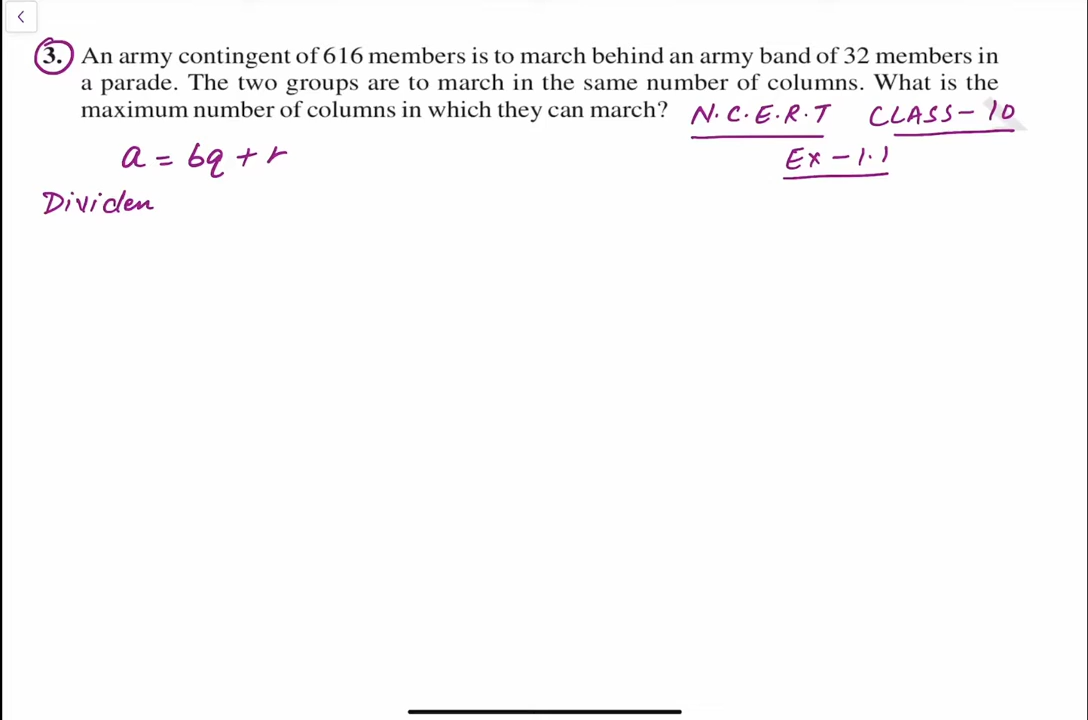 3. An army contingent of 616 members is to march behind an army band of 32 members in
a parade. The two groups are to march in the same number of columns. What is the
maximum number of columns in which they can march? N.C.E.R.T CLASS-10
a = bq + r Ex-1.1
Dividen